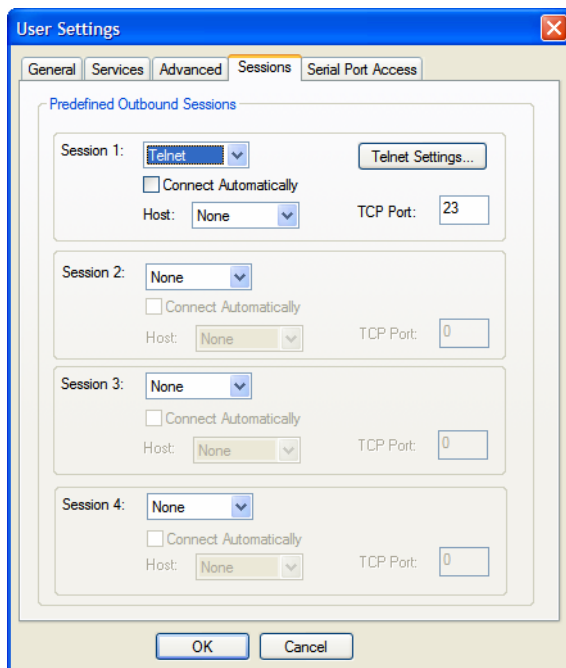 User Settings
General Services Advanced Sessions Serial Port Access
Predefined Outbound Sessions
Session 1: Telnet Telnet Settings...
Connect Automatically
Host: None TCP Port: 23
Session 2: None
Connect Automatically
Host: None TCP Port: 0
Session 3: None
Connect Automatically
Host: None TCP Port: 0
Session 4: None
Connect Automatically
Host: None TCP Port: 0
OK Cancel